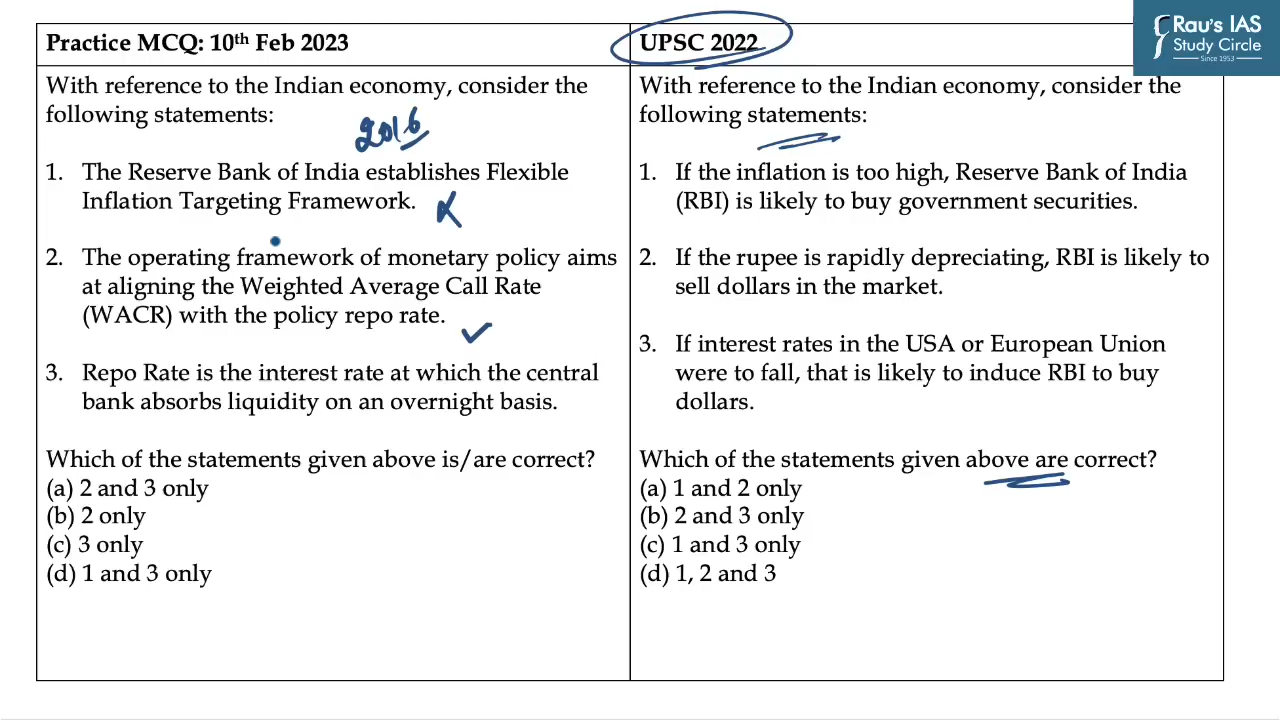 Practice MCQ: 10th Feb 2023
With reference to the Indian economy, consider the
following statements:
2016
1. The Reserve Bank of India establishes Flexible
Inflation Targeting Framework.
2. The operating framework of monetary policy aims
at aligning the Weighted Average Call Rate
(WACR) with the policy repo rate.
3. Repo Rate is the interest rate at which the central
bank absorbs liquidity on an overnight basis.
Which of the statements given above is/are correct?
(a) 2 and 3 only
(b) 2 only
(c) 3 only
(d) 1 and 3 only
UPSC 2022
With reference to the Indian economy, consider the
following statements:
1. If the inflation is too high, Reserve Bank of India
(RBI) is likely to buy government securities.
2. If the rupee is rapidly depreciating, RBI is likely to
sell dollars in the market.
3. If interest rates in the USA or European Union
were to fall, that is likely to induce RBI to buy
dollars.
Which of the statements given above are correct?
(a) 1 and 2 only
(b) 2 and 3 only
(c) 1 and 3 only
(d) 1, 2 and 3
Rau's IAS
Study Circle
Since 1953